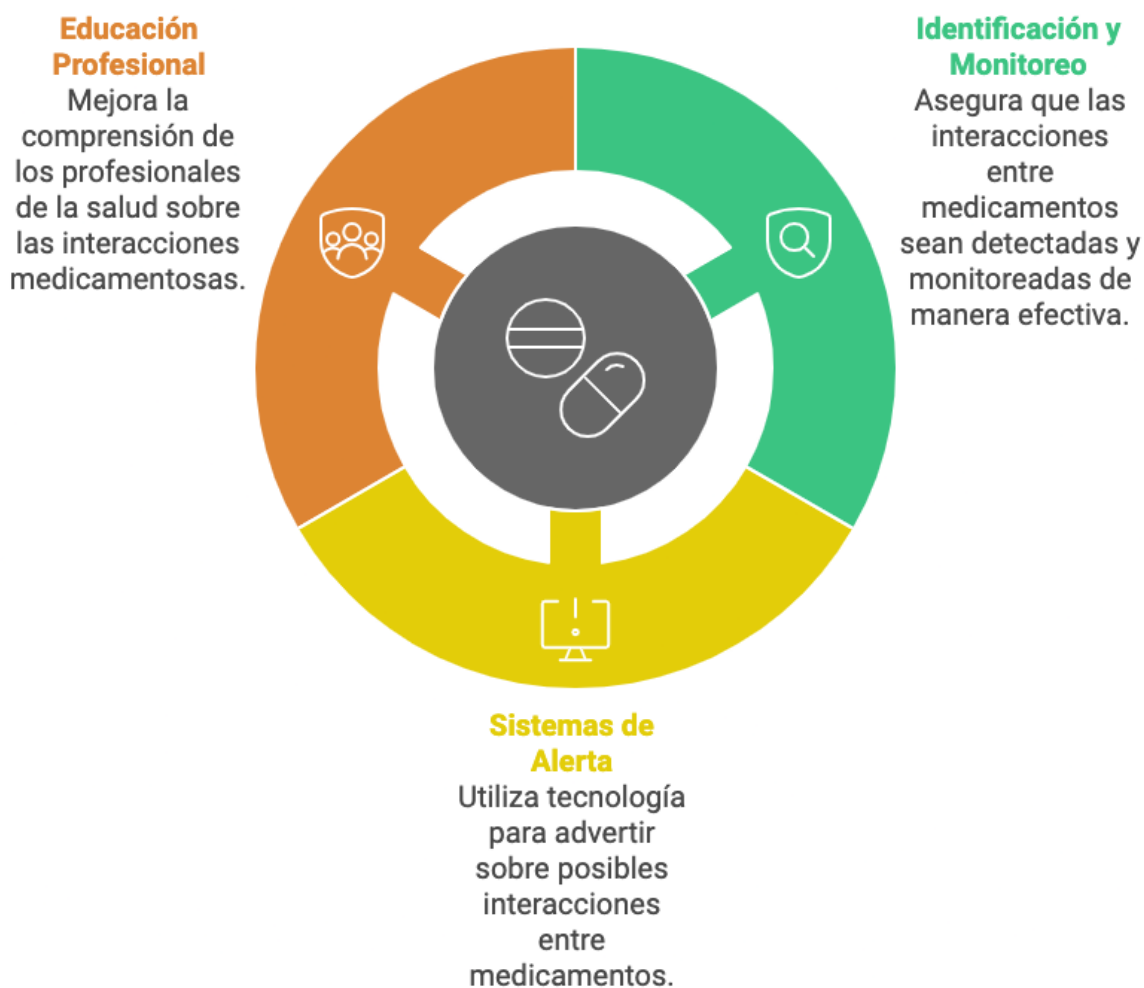 Educación
Profesional
Mejora la
comprensión de
los profesionales
de la salud sobre
las interacciones
medicamentosas.
Identificación y
Monitoreo
Asegura que las
interacciones
entre
medicamentos
sean detectadas y
monitoreadas de
manera efectiva.
Sistemas de
Alerta
Utiliza tecnología
para advertir
sobre posibles
interacciones
entre
medicamentos.